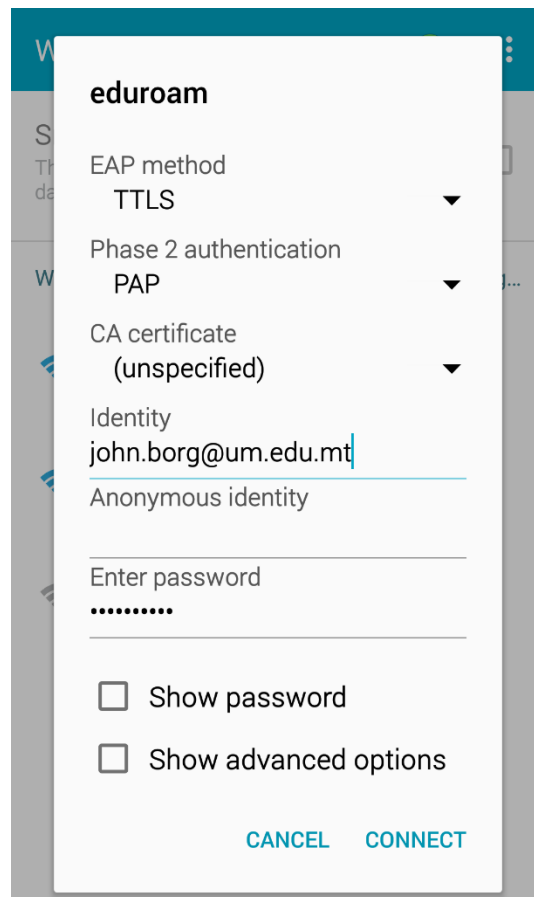 eduroam
EAP method
TTLS
Phase 2 authentication
PAP
CA certificate
(unspecified)
Identity
john.borg@um.edu.mt
Anonymous identity
Enter password
••••••••••
Show password
Show advanced options
CANCEL CONNECT